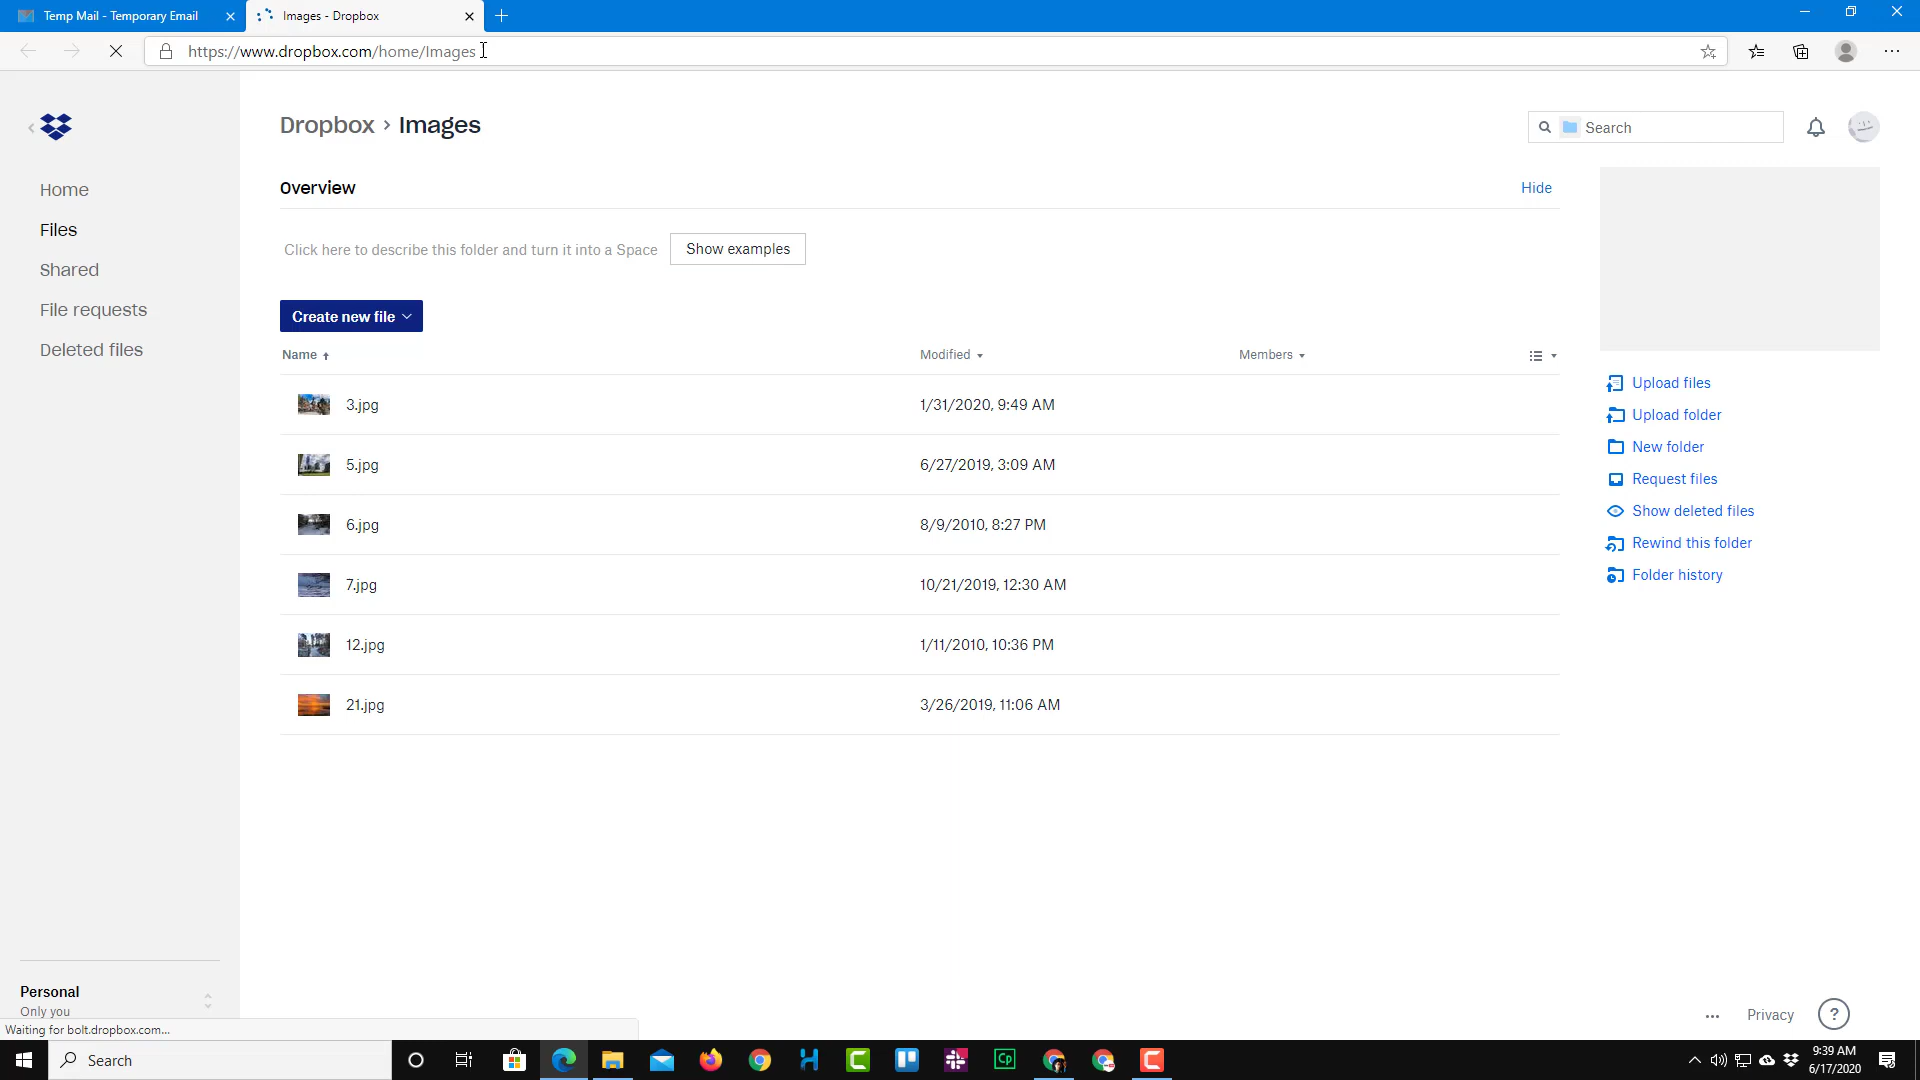 Temp Mail - Temporary Email
Images - Dropbox
https://www.dropbox.com/home/Images
Dropbox › Images
Search
Home
Files
Shared
File requests
Deleted files
Overview
Hide
Click here to describe this folder and turn it into a Space
Show examples
Create new file
Name
Modified
Members
3.jpg
1/31/2020, 9:49 AM
5.jpg
6/27/2019, 3:09 AM
6.jpg
8/9/2010, 8:27 PM
7.jpg
10/21/2019, 12:30 AM
12.jpg
1/11/2010, 10:36 PM
21.jpg
3/26/2019, 11:06 AM
Upload files
Upload folder
New folder
Request files
Show deleted files
Rewind this folder
Folder history
Personal
Only you
Privacy
?
Waiting for bolt.dropbox.com...
Search
Cp
9:39 AM
6/17/2020